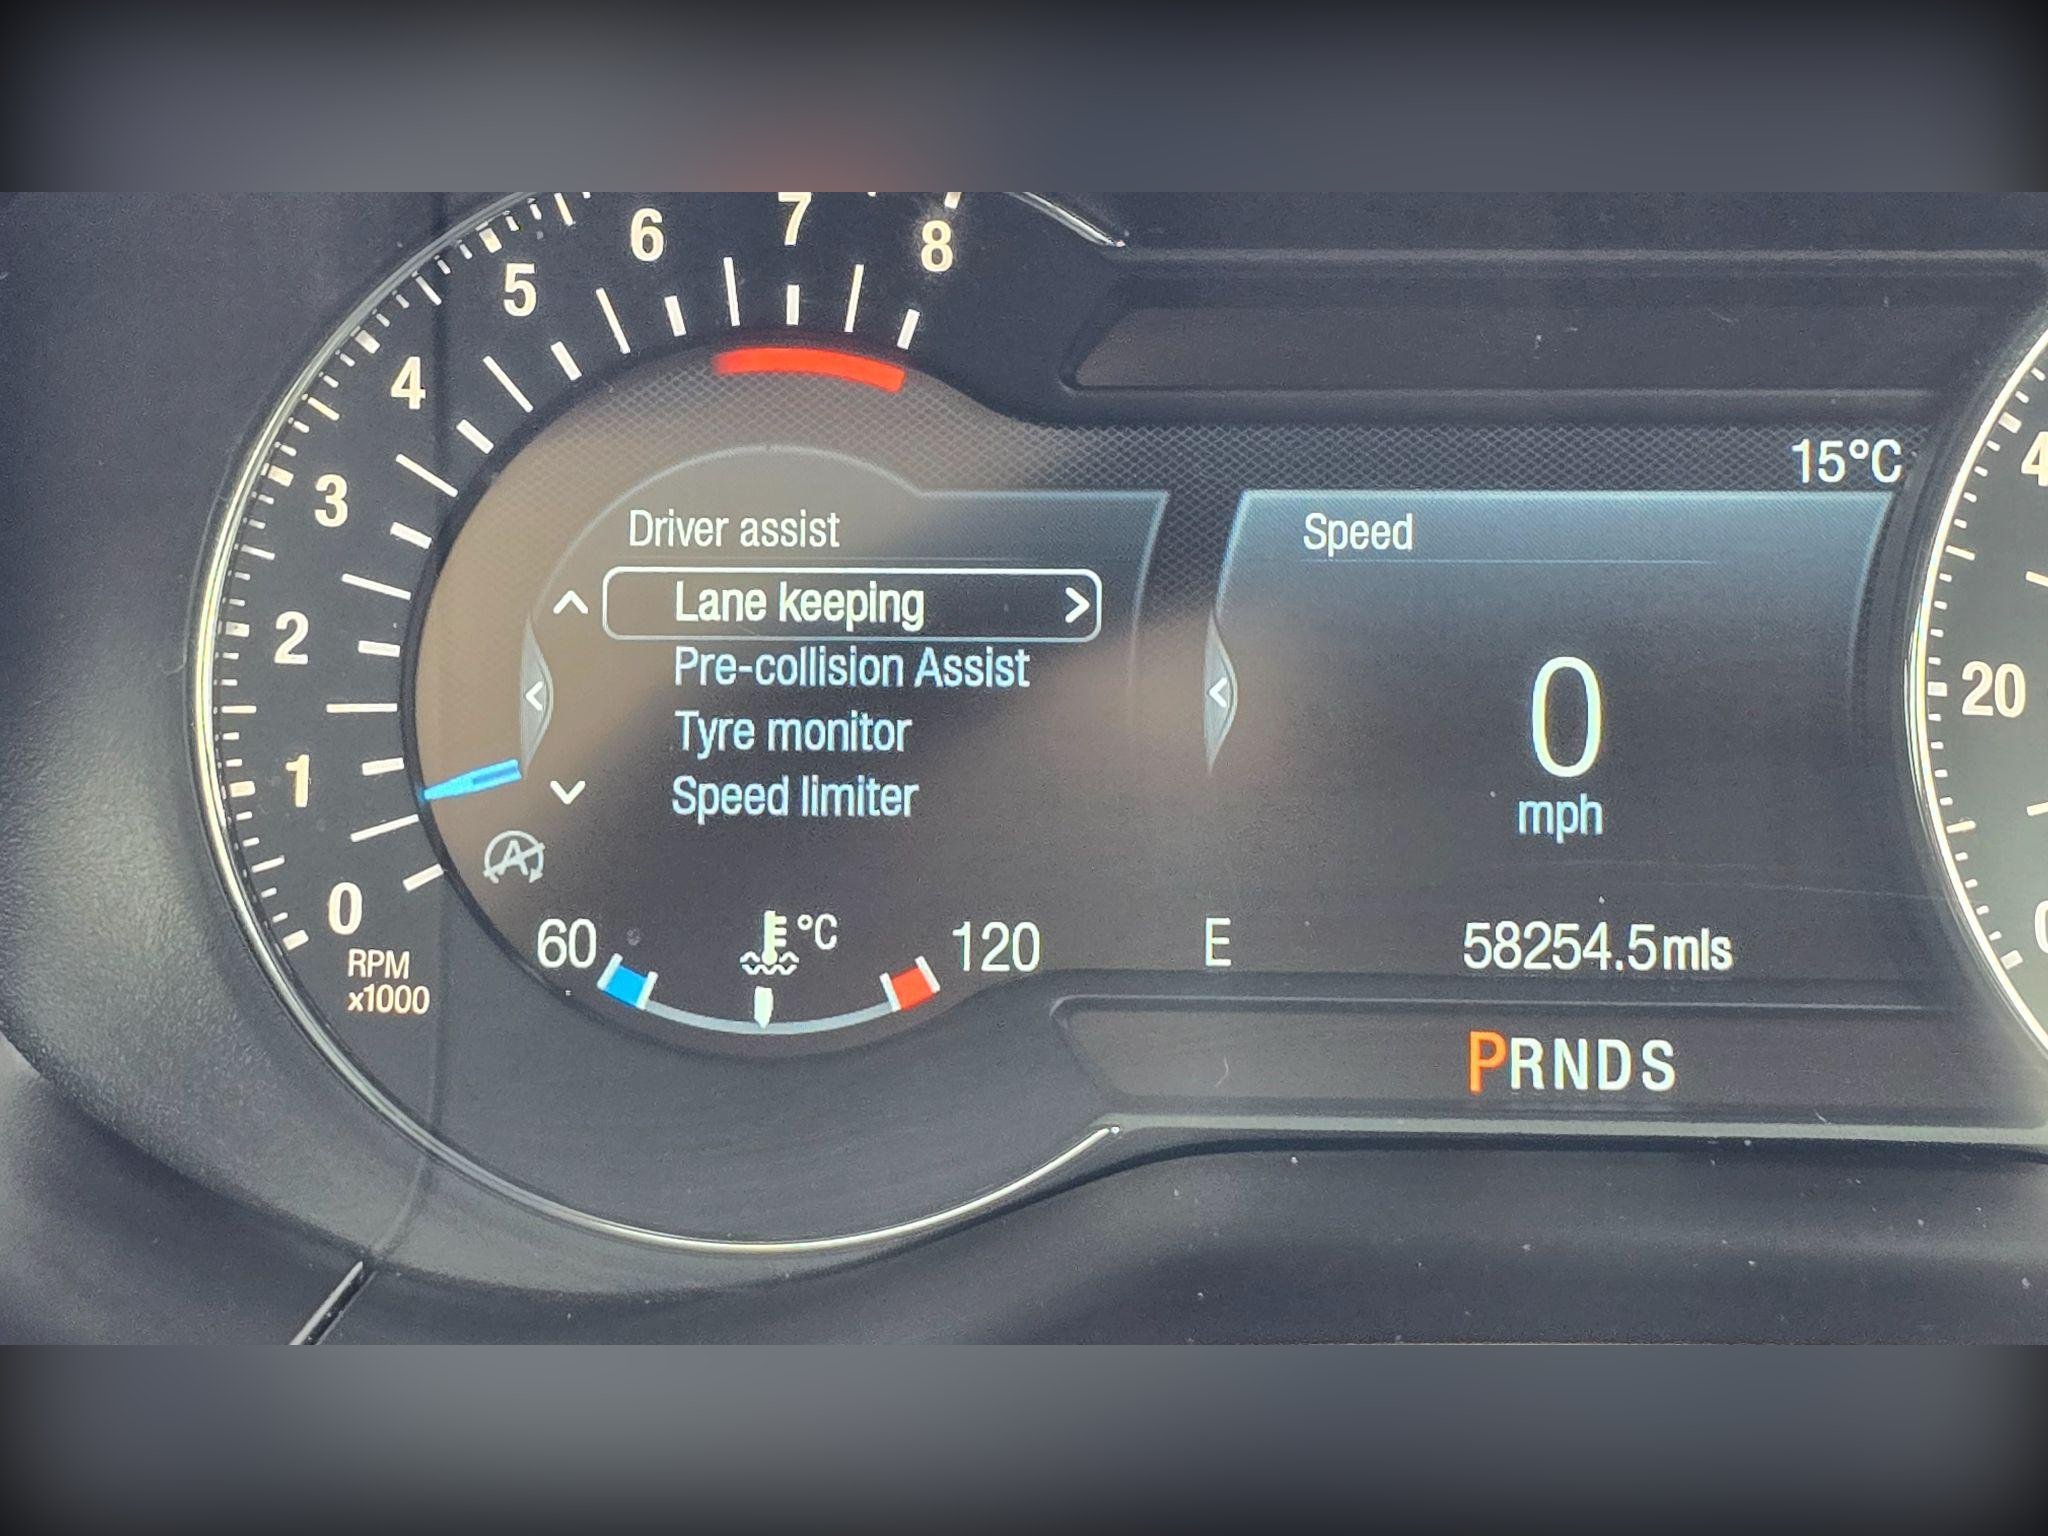 7
6
8
5
4
3
2
1
0
RPM
x1000
15°C
Driver assist
Lane keeping >
Pre-collision Assist
Tyre monitor
Speed limiter
A
60
°C
120
Speed
0
mph
E
58254.5mls
PRNDS
20